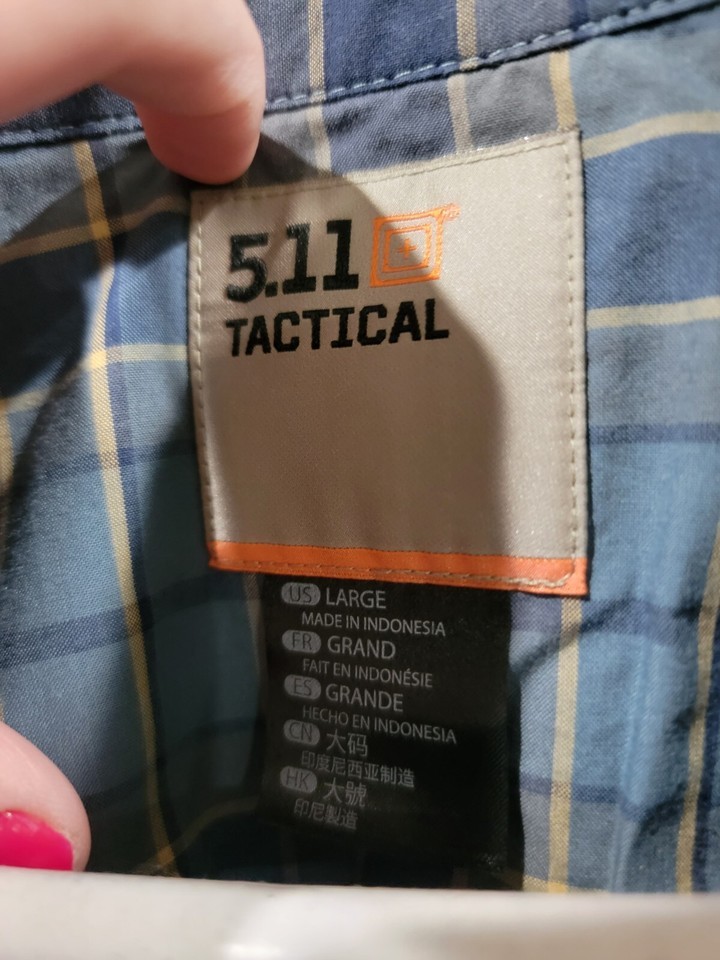 5.11
TACTICAL
US LARGE
MADE IN INDONESIA
FR GRAND
FAIT EN INDONÉSIE
ES GRANDE
HECHO EN INDONESIA
CN 大码
印度尼西亚制造
HK 大號
印尼製造